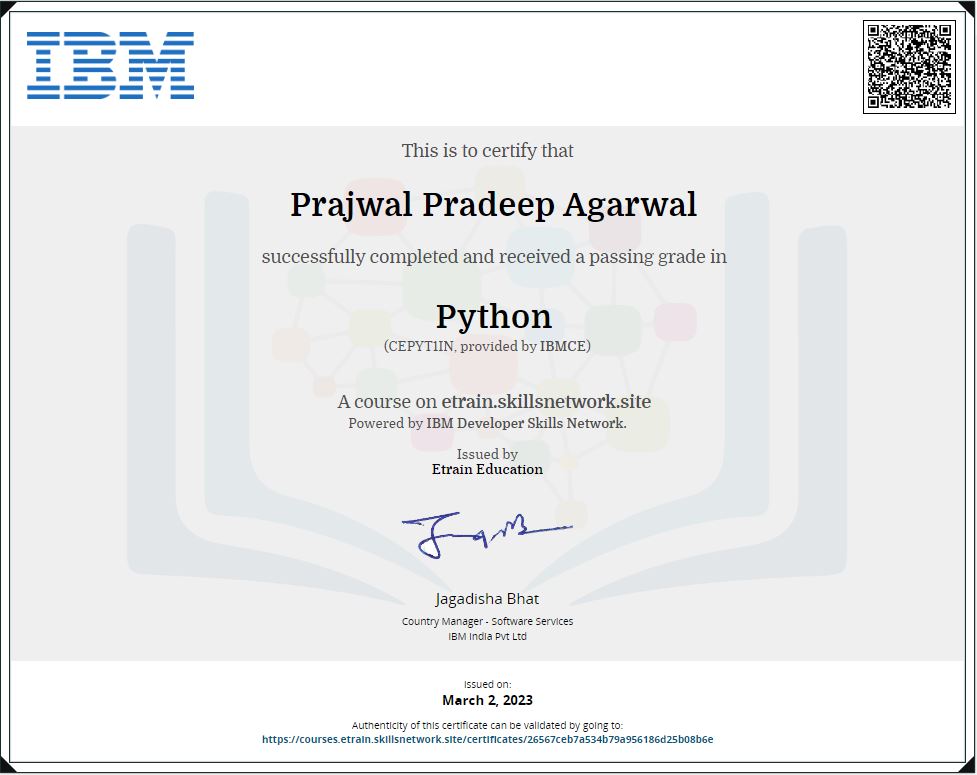 IBM
This is to certify that
Prajwal Pradeep Agarwal
successfully completed and received a passing grade in
Python
(CEPYT1IN, provided by IBMCE)
A course on etrain.skillsnetwork.site
Powered by IBM Developer Skills Network.
Issued by
Etrain Education
Jagadisha Bhat
Country Manager - Software Services
IBM India Pvt Ltd
Issued on:
March 2, 2023
Authenticity of this certificate can be validated by going to:
https://courses.etrain.skillsnetwork.site/certificates/26567ceb7a534b79a956186d25b08b6e